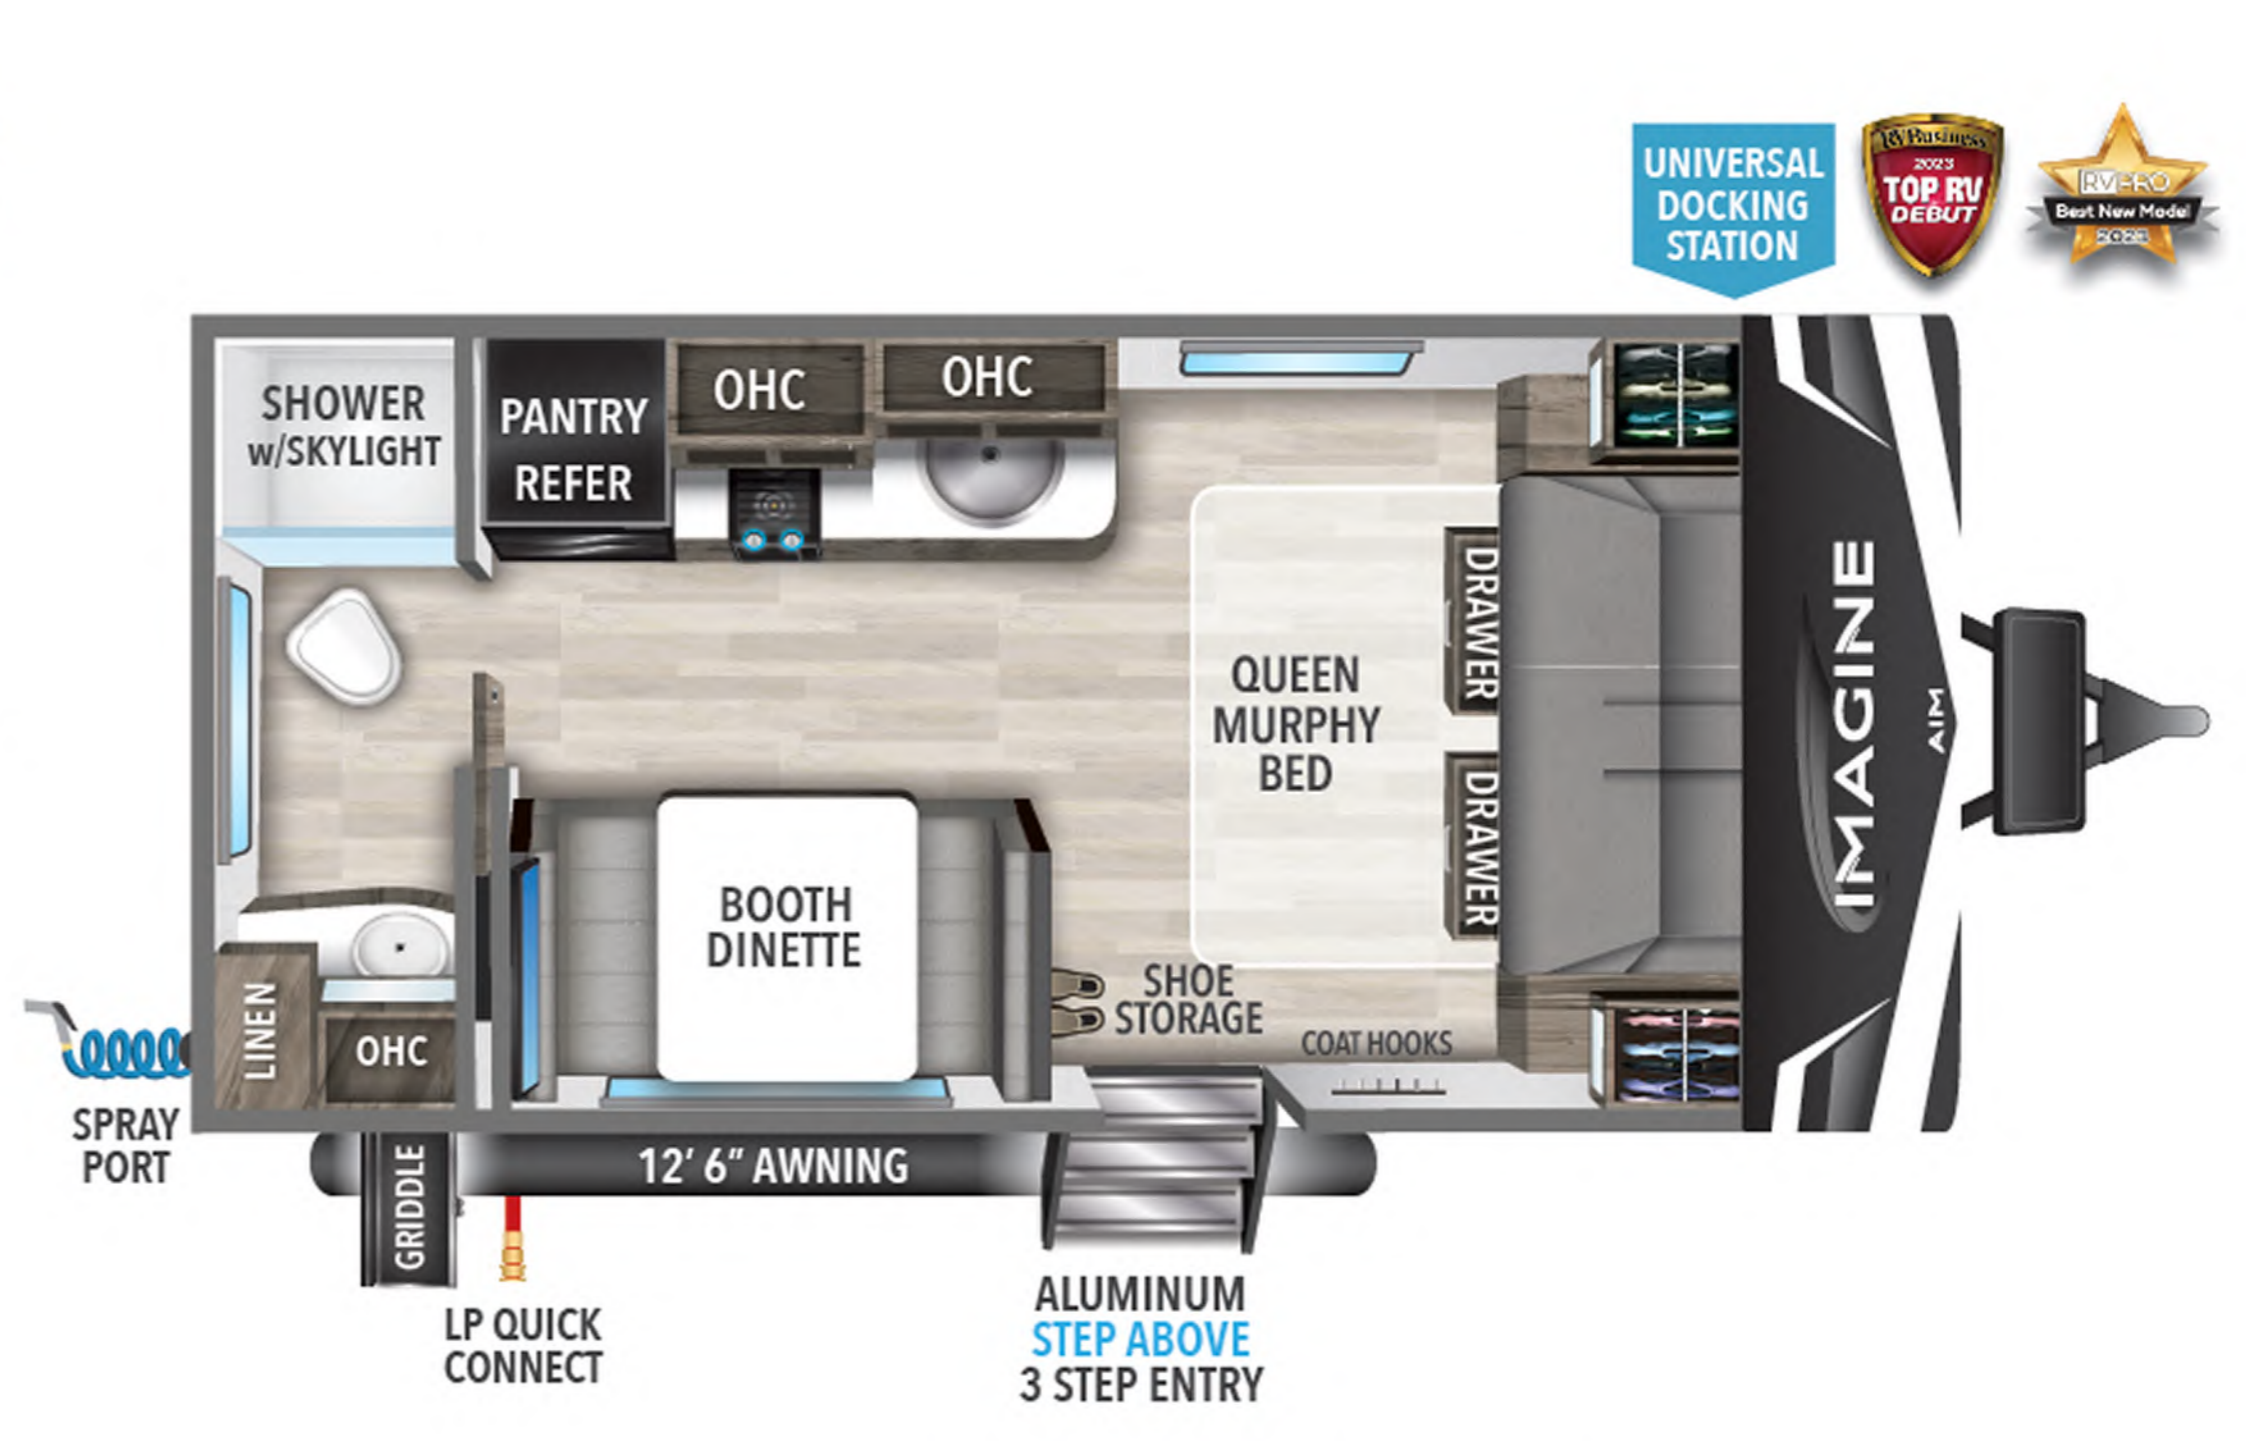 UNIVERSAL
DOCKING
STATION
RVBusiness
2023
TOP RV
DEBUT
RVPRO
Best New Model
2023
SHOWER
w/SKYLIGHT
PANTRY
REFER
OHC
OHC
DRAWER
DRAWER
QUEEN
MURPHY
BED
IMAGINE
AIM
BOOTH
DINETTE
SHOE
STORAGE
COAT HOOKS
LINEN
OHC
SPRAY
PORT
GRIDDLE
12' 6" AWNING
LP QUICK
CONNECT
ALUMINUM
STEP ABOVE
3 STEP ENTRY